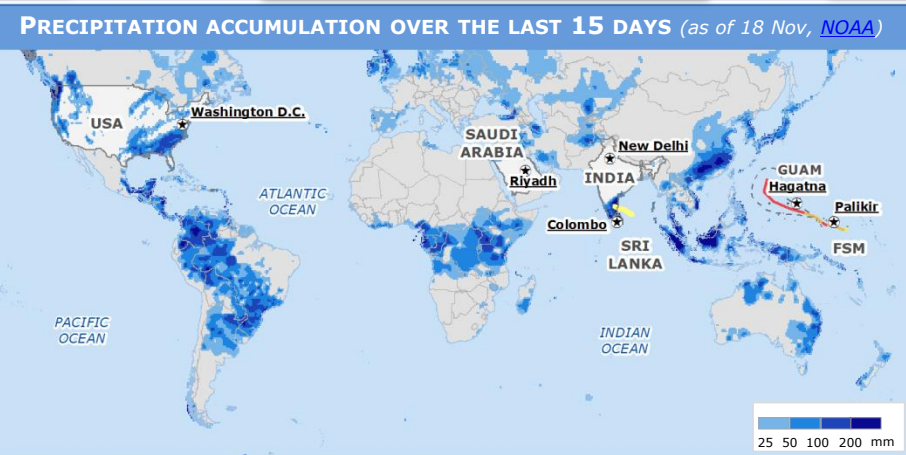 PRECIPITATION ACCUMULATION OVER THE LAST 15 DAYS (as of 18 Nov, NOAA)
USA
Washington D.C.
SAUDI
ARABIA
Riyadh
New Delhi
INDIA
GUAM
Hagatna
Palikir
FSM
ATLANTIC
OCEAN
Colombo
SRI
LANKA
PACIFIC
OCEAN
INDIAN
OCEAN
25 50 100 200 mm